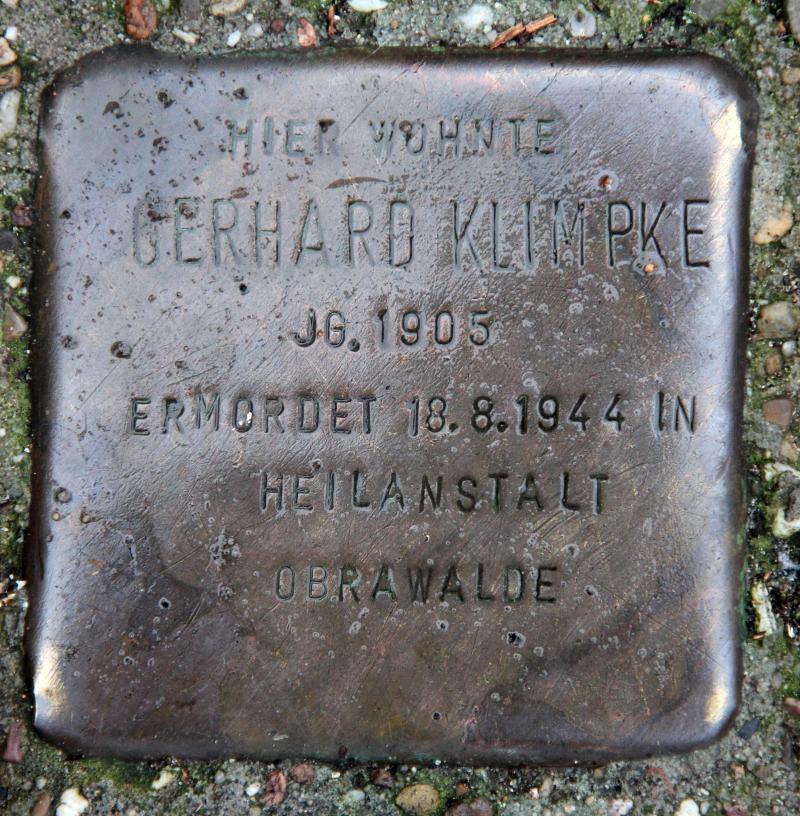 HIER WOHNTE
GERHARD KLIMPKE
JG. 1905
ERMORDET 18.8.1944 IN
HEILANSTALT
OBRAWALDE